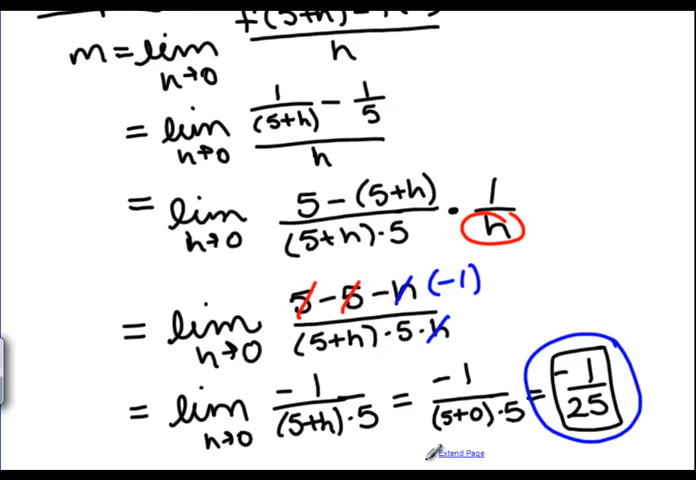 m = lim h→0 f(5+h) - / h
= lim h→0 1/(5+h) - 1/5 / h
= lim h→0 5 - (5+h) / (5+h) · 5 · 1/h
= lim h→0 5 - 5 - h (-1) / (5+h) · 5 · h
= lim h→0 -1 / (5+h) · 5 = -1 / (5+0) · 5 = -1/25
Extend Page